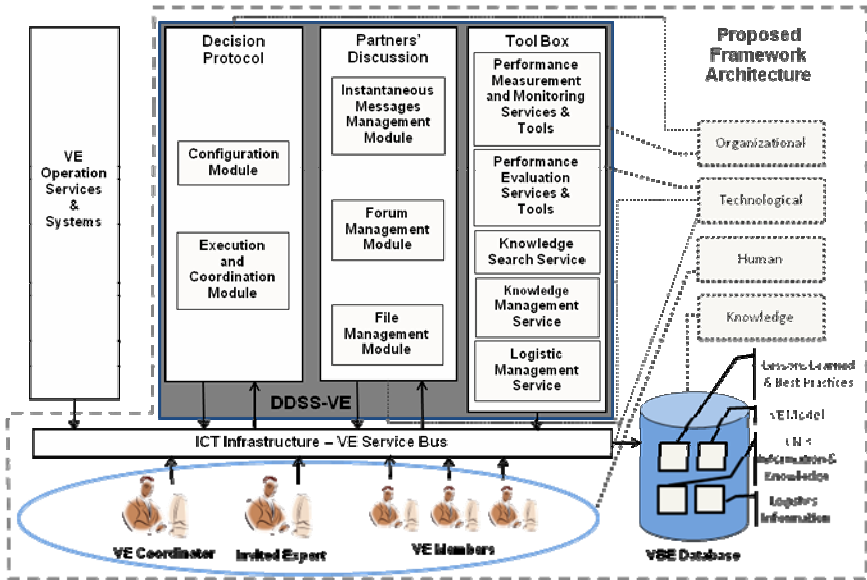 Proposed
Framework
Architecture
VE
Operation
Services
&
Systems
Decision
Protocol
Configuration
Module
Execution
and
Coordination
Module
Partners'
Discussion
Instantaneous
Messages
Management
Module
Forum
Management
Module
File
Management
Module
Tool Box
Performance
Measurement
and Monitoring
Services &
Tools
Performance
Evaluation
Services &
Tools
Knowledge
Search Service
Knowledge
Management
Service
Logistic
Management
Service
DDSS-VE
Organizational
Technological
Human
Knowledge
Lessons Learned
& Best Practices
VE Model
Information &
Knowledge
Logistics
Information
ICT Infrastructure – VE Service Bus
VE Coordinator
Invited Expert
VE Members
VBE Database